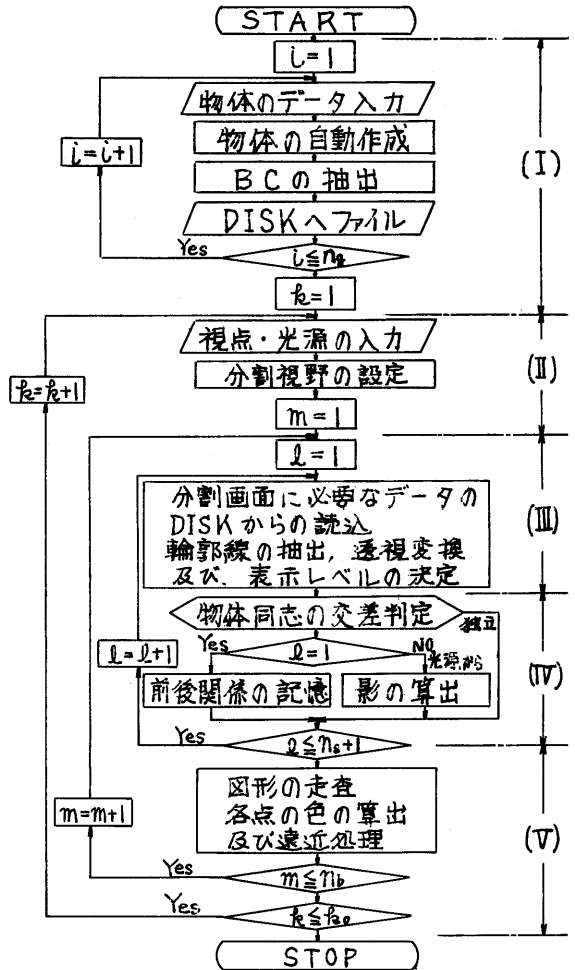 START
i=1
物体のデータ入力
物体の自動作成
i=i+1
BCの抽出
(I)
DISKへファイル
Yes
k=1
視点・光源の入力
k=k+1
分割視野の設定
(II)
m=1
l=1
分割画面に必要なデータの
DISKからの読込
輪郭線の抽出, 透視変換
及び, 表示レベルの決定
(III)
物体同志の交差判定
独立
l=l+1
Yes
l=1
NO
光源から
前後関係の記憶
影の算出
(IV)
Yes
l≦ns+1
図形の走査
各点の色の算出
及び遠近処理
m=m+1
(V)
Yes
m≦nb
Yes
STOP